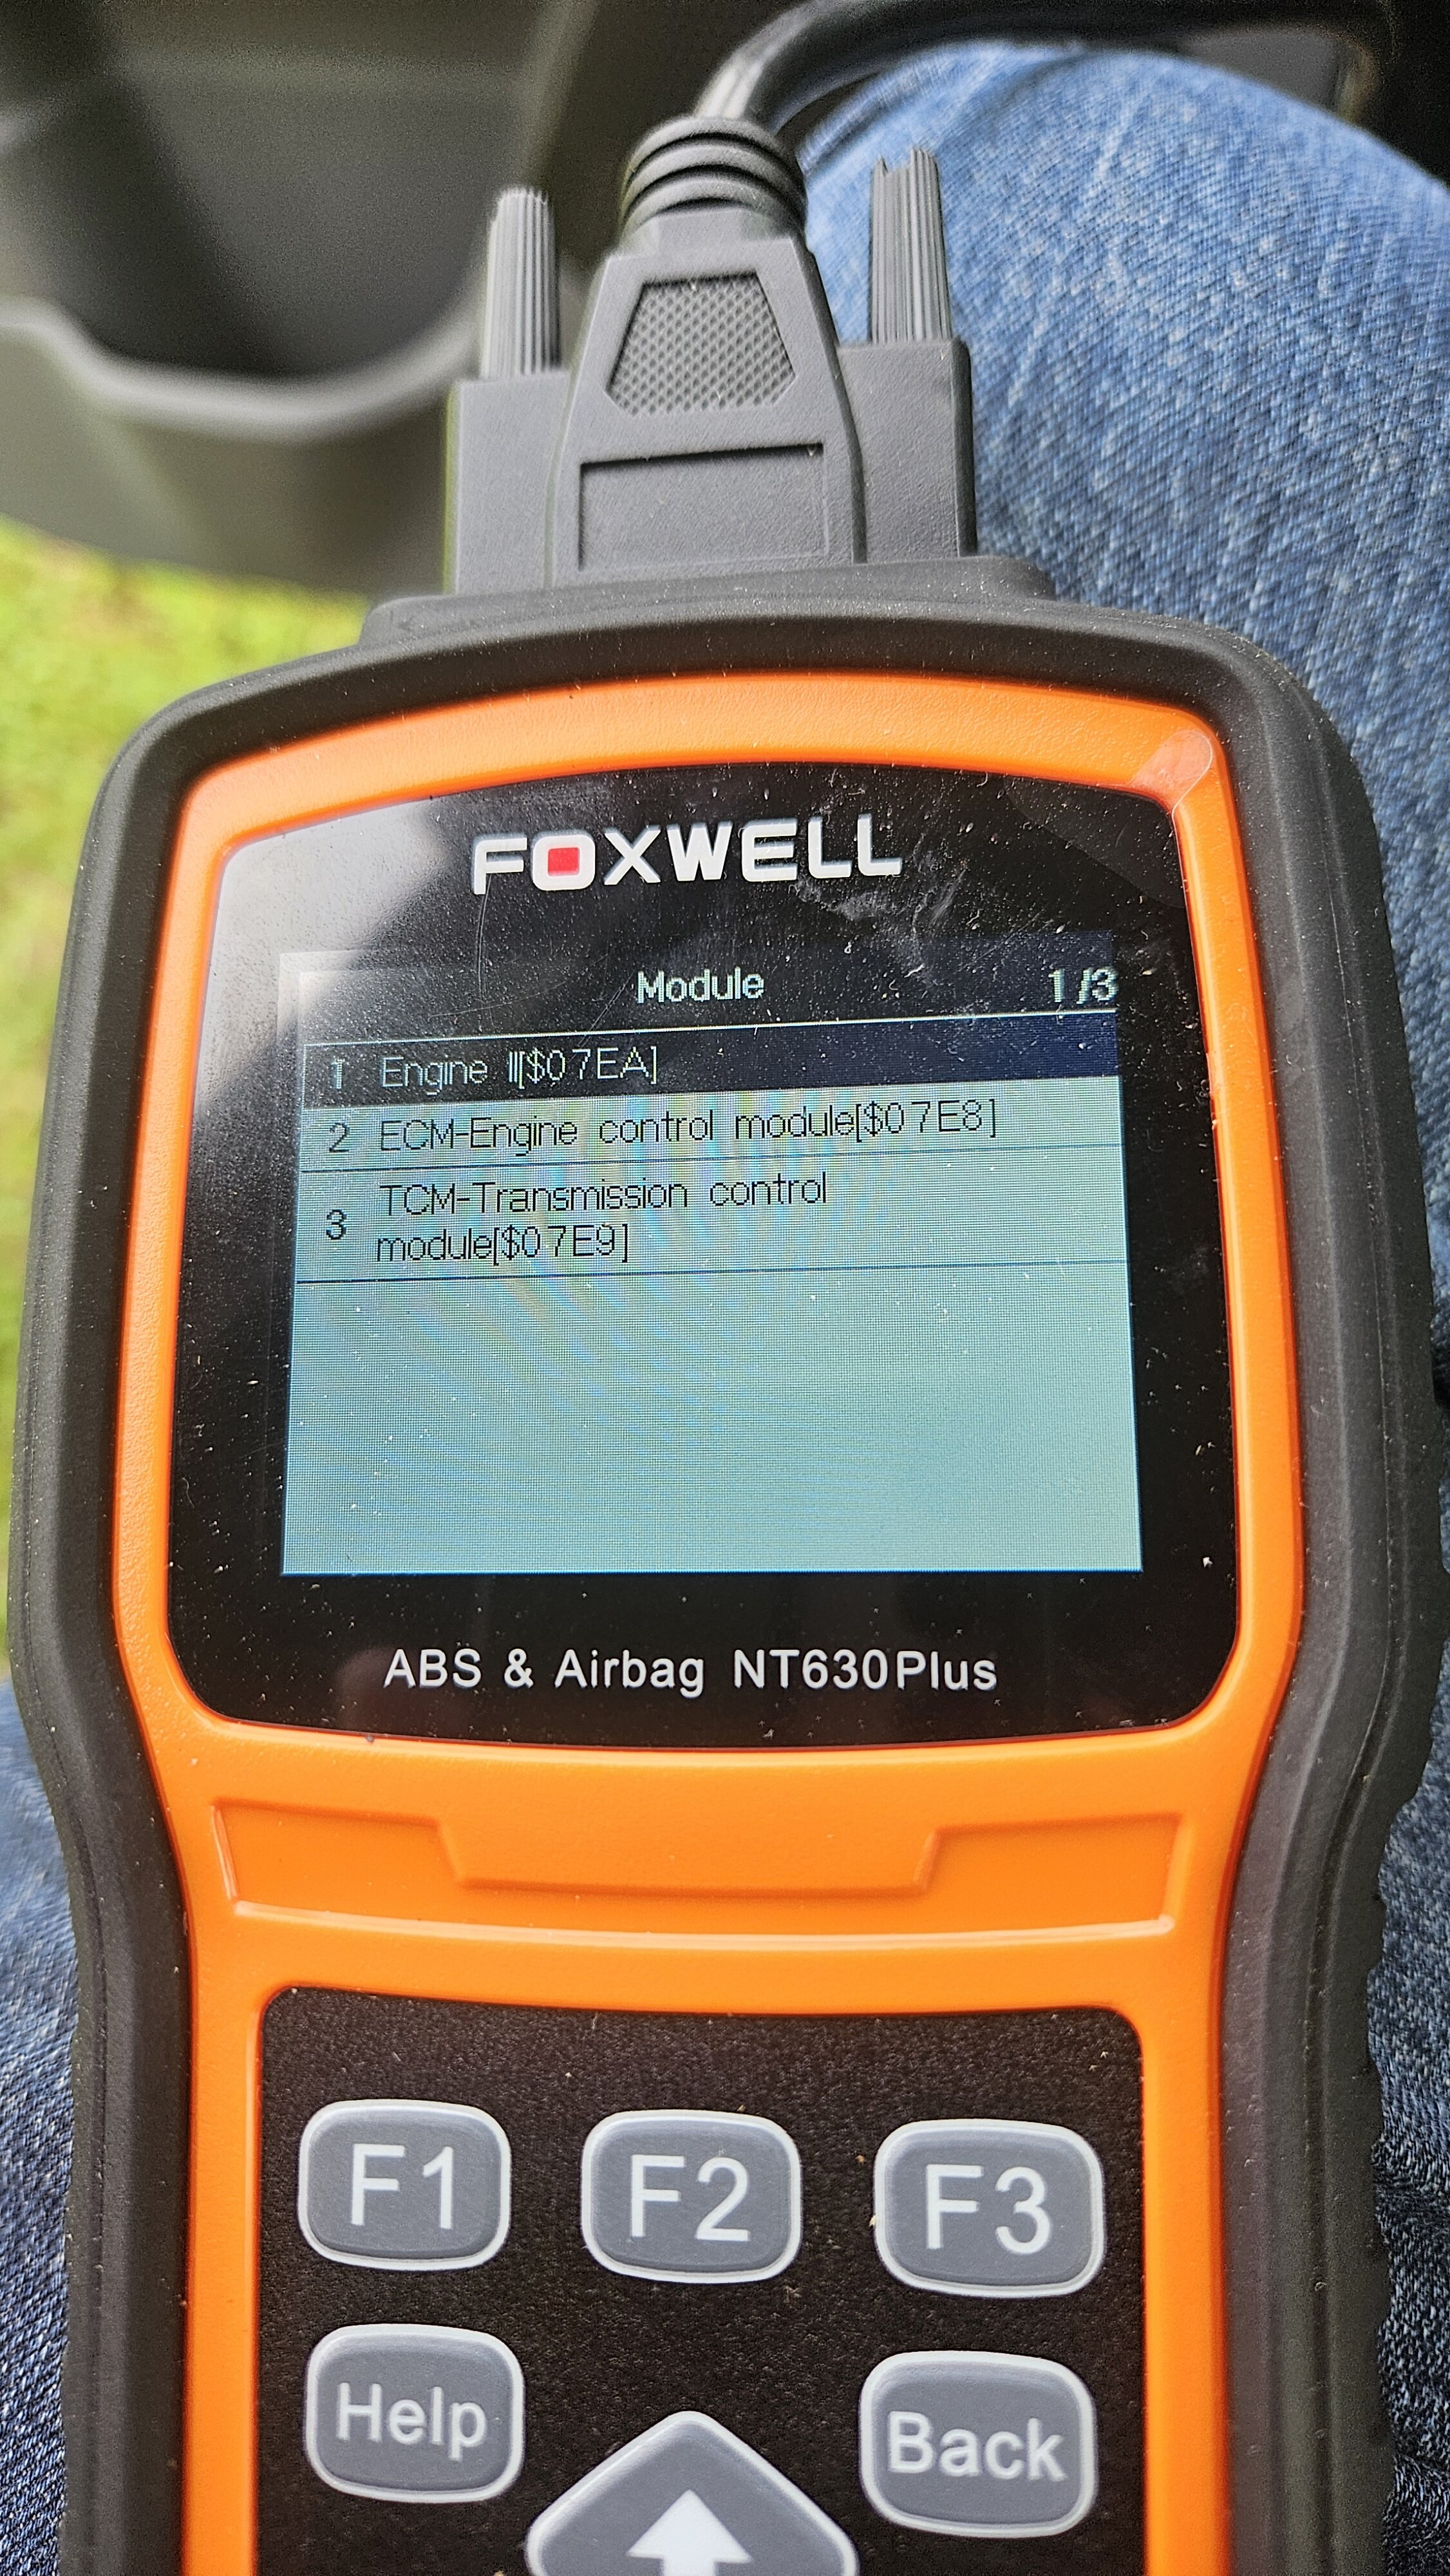 FOXWELL
Module 1/3
1 Engine II[$07EA]
2 ECM-Engine control module[$07E8]
3 TCM-Transmission control
module[$07E9]
ABS & Airbag NT630Plus
F1 F2 F3
Help Back